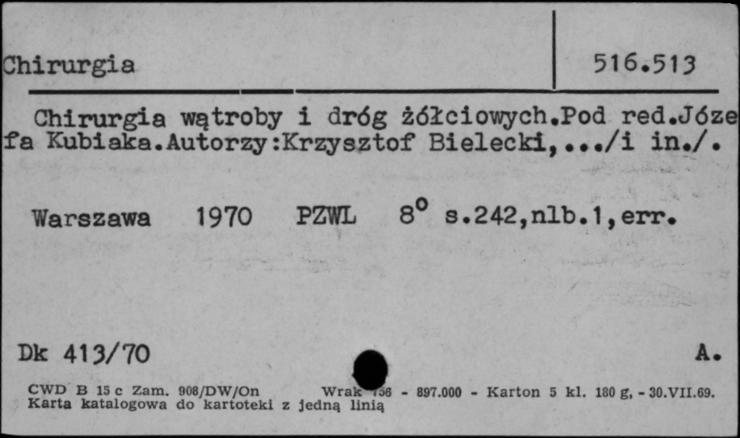 Chirurgia 516.513
Chirurgia wątroby i dróg żółciowych.Pod red.Józe
fa Kubiaka.Autorzy:Krzysztof Bielecki,.../i in./.
Warszawa 1970 PZWL 8° s.242,nlb.1,err.
Dk 413/70 A.
CWD B 15 c Zam. 908/DW/On Wrak - 897.000 - Karton 5 kl. 180 g, - 30.VII.69.
Karta katalogowa do kartoteki z jedną linią